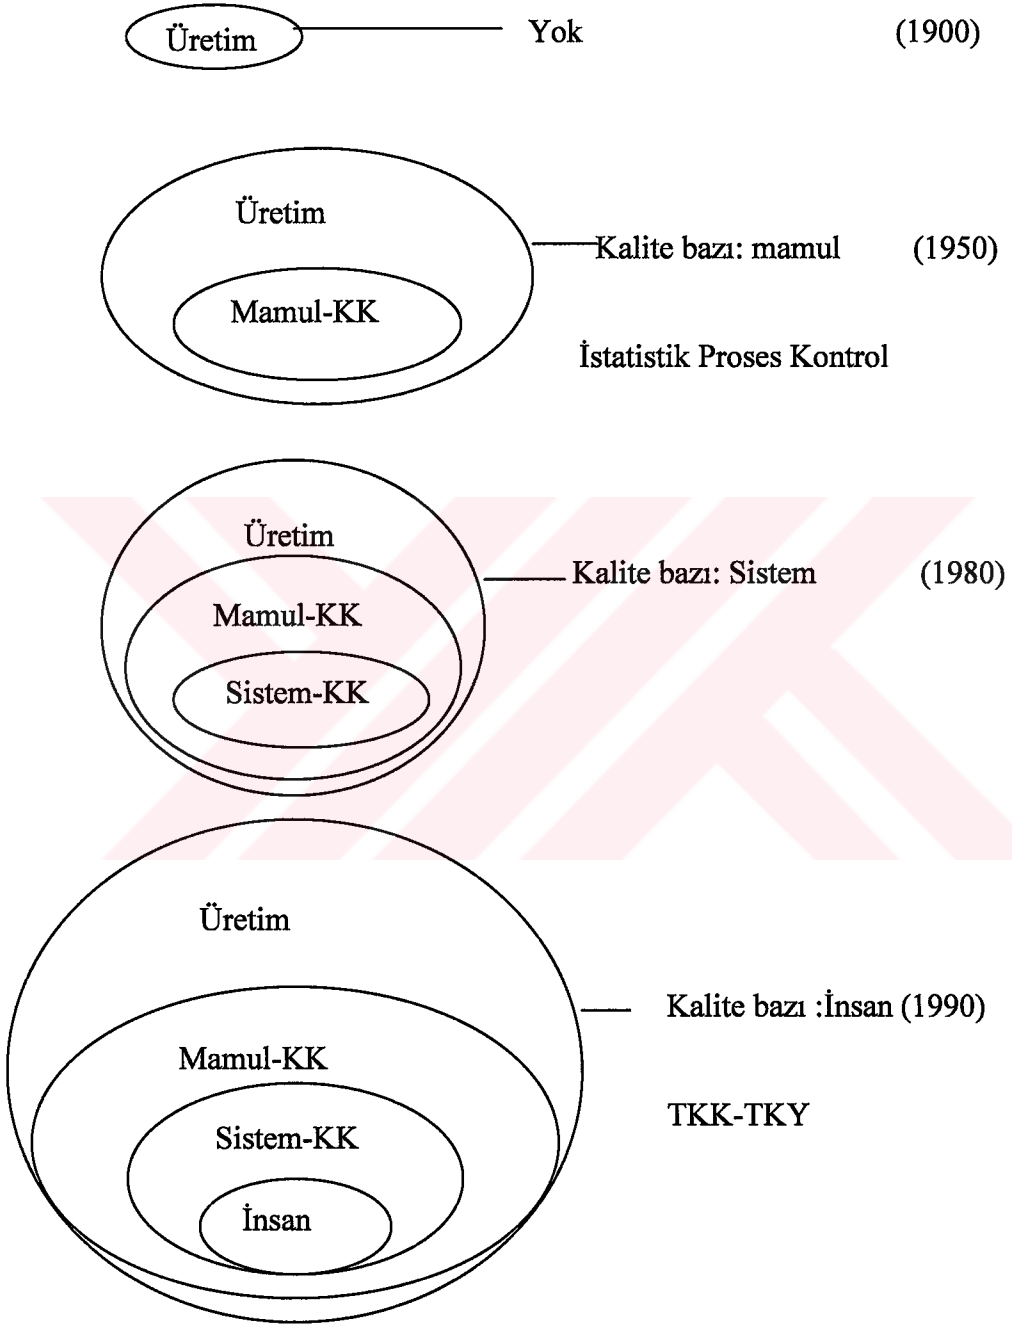 Üretim Yok (1900)
Üretim
Kalite bazı: mamul (1950)
Mamul-KK
İstatistik Proses Kontrol
Üretim
Kalite bazı: Sistem (1980)
Mamul-KK
Sistem-KK
Üretim
Kalite bazı :İnsan (1990)
Mamul-KK
TKK-TKY
Sistem-KK
İnsan